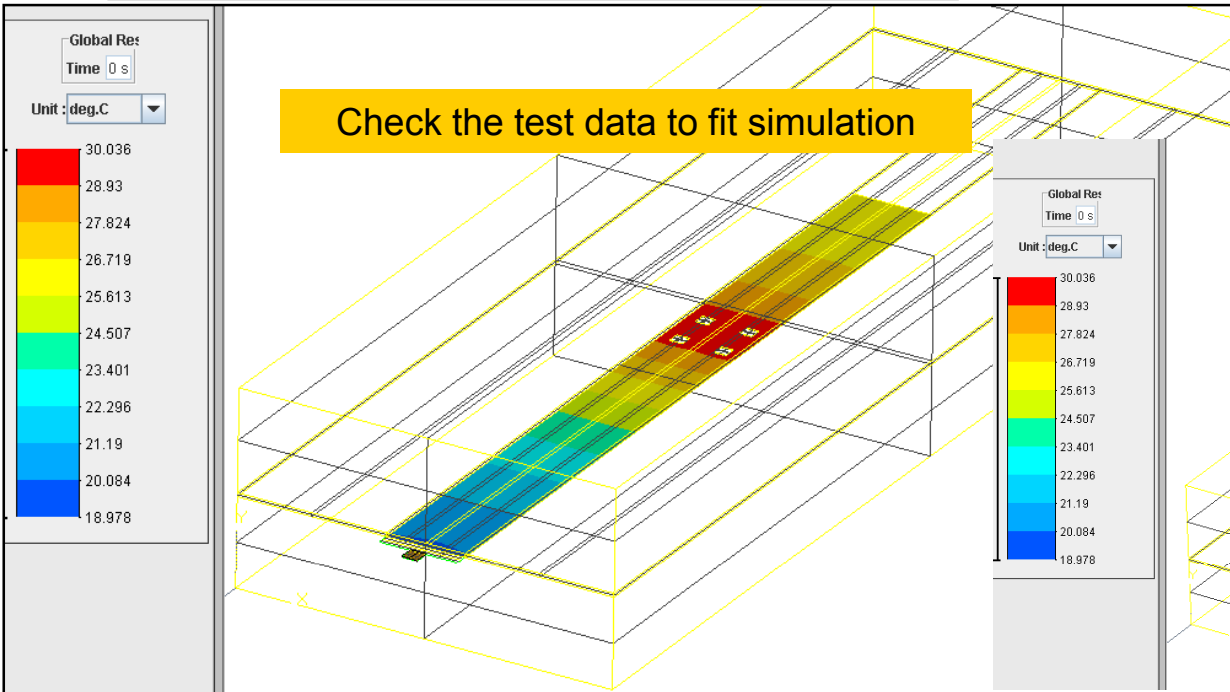 Global Res
Time 0 s
Unit : deg.C
30.036
28.93
27.824
26.719
25.613
24.507
23.401
22.296
21.19
20.084
18.978
Check the test data to fit simulation
Y
X
Global Res
Time 0 s
Unit : deg.C
30.036
28.93
27.824
26.719
25.613
24.507
23.401
22.296
21.19
20.084
18.978
Y